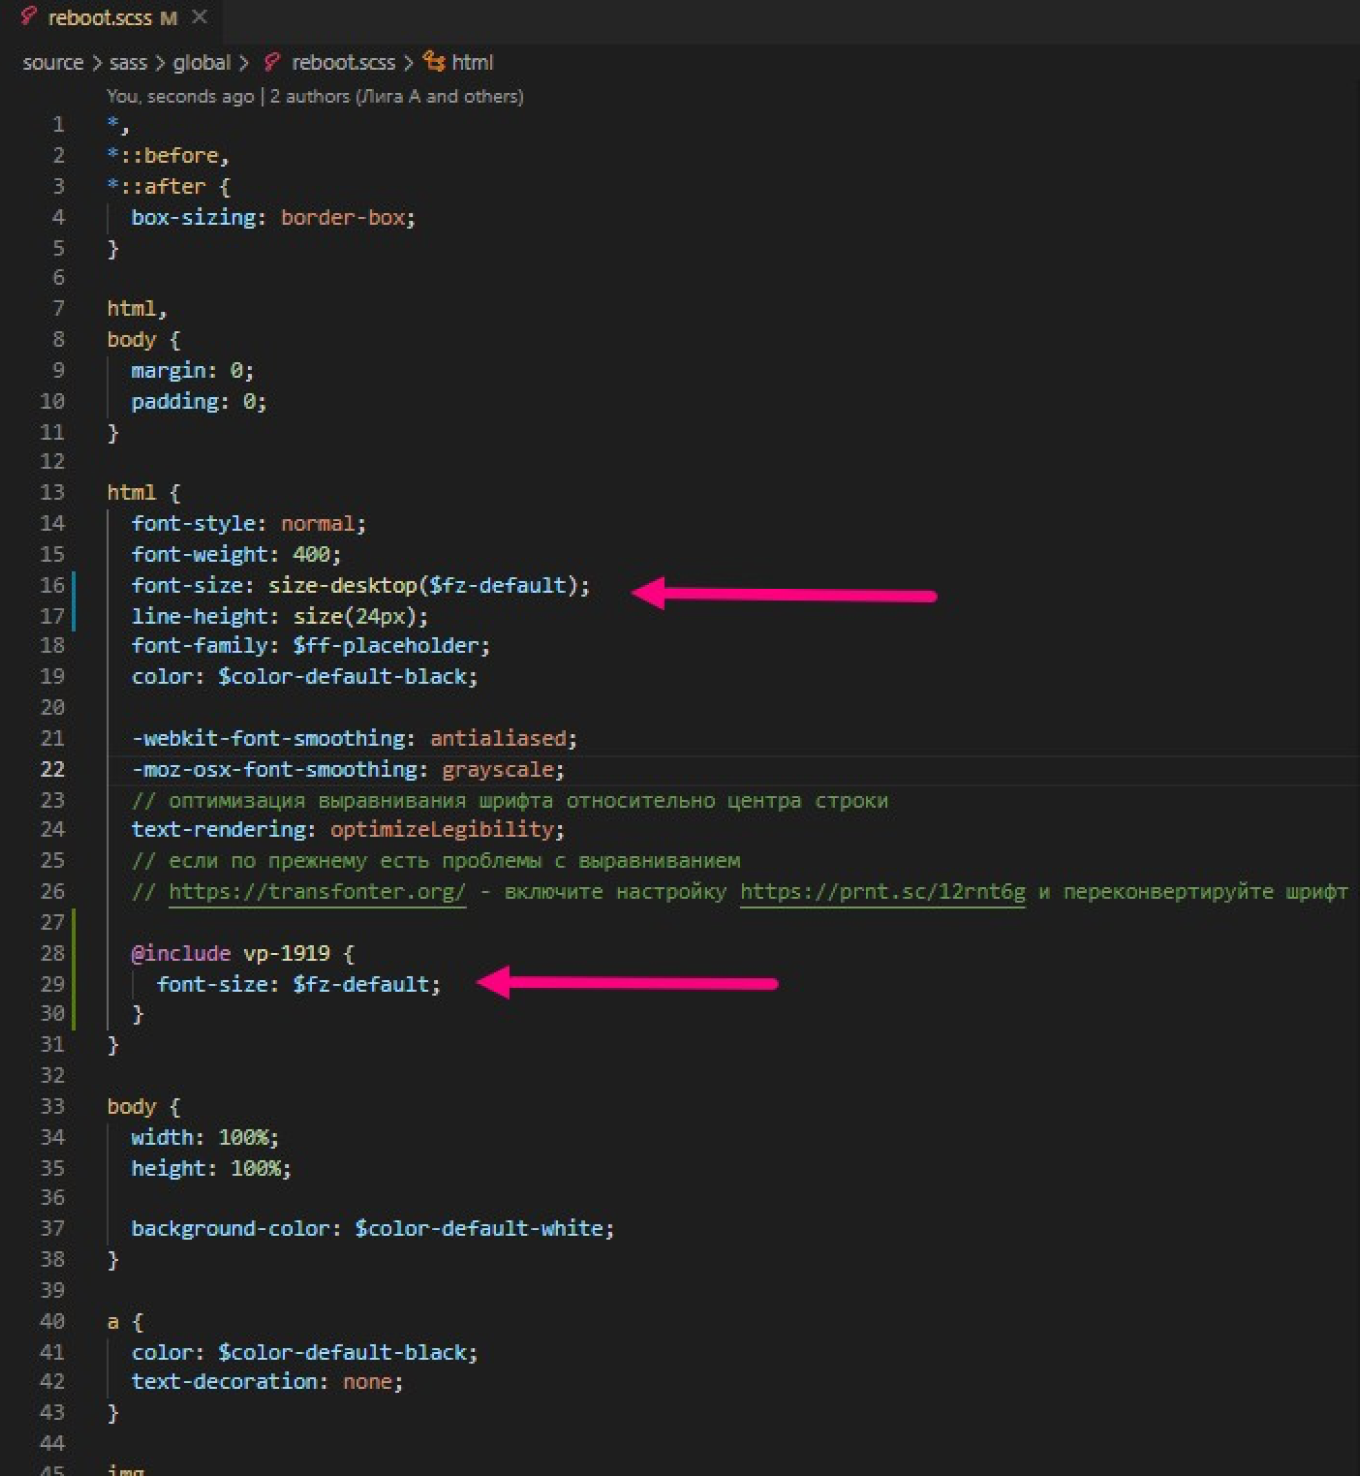 reboot.scss M
source > sass > global > reboot.scss > html
You, seconds ago | 2 authors (Лига А and others)
1 *,
2 *::before,
3 *::after {
4 box-sizing: border-box;
5 }
6
7 html,
8 body {
9 margin: 0;
10 padding: 0;
11 }
12
13 html {
14 font-style: normal;
15 font-weight: 400;
16 font-size: size-desktop($fz-default);
17 line-height: size(24px);
18 font-family: $ff-placeholder;
19 color: $color-default-black;
20
21 -webkit-font-smoothing: antialiased;
22 -moz-osx-font-smoothing: grayscale;
23 // оптимизация выравнивания шрифта относительно центра строки
24 text-rendering: optimizeLegibility;
25 // если по прежнему есть проблемы с выравниванием
26 // https://transfonter.org/ - включите настройку https://prnt.sc/12rnt6g и переконвертируйте шрифт
27
28 @include vp-1919 {
29 font-size: $fz-default;
30 }
31 }
32
33 body {
34 width: 100%;
35 height: 100%;
36
37 background-color: $color-default-white;
38 }
39
40 a {
41 color: $color-default-black;
42 text-decoration: none;
43 }
44
45 img